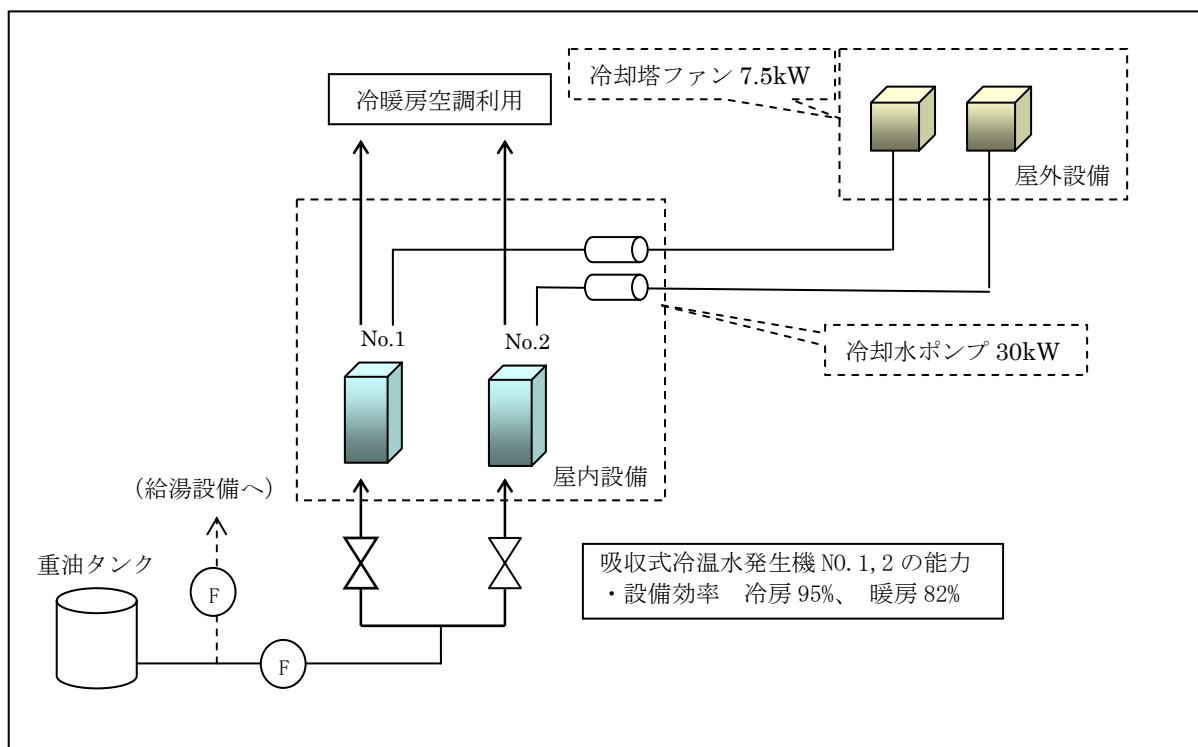 冷却塔ファン 7.5kW
冷暖房空調利用
屋外設備
No.1
No.2
冷却水ポンプ 30kW
屋内設備
(給湯設備へ)
重油タンク
吸収式冷温水発生機 NO.1,2 の能力
・設備効率　冷房 95%、 暖房 82%
F
F